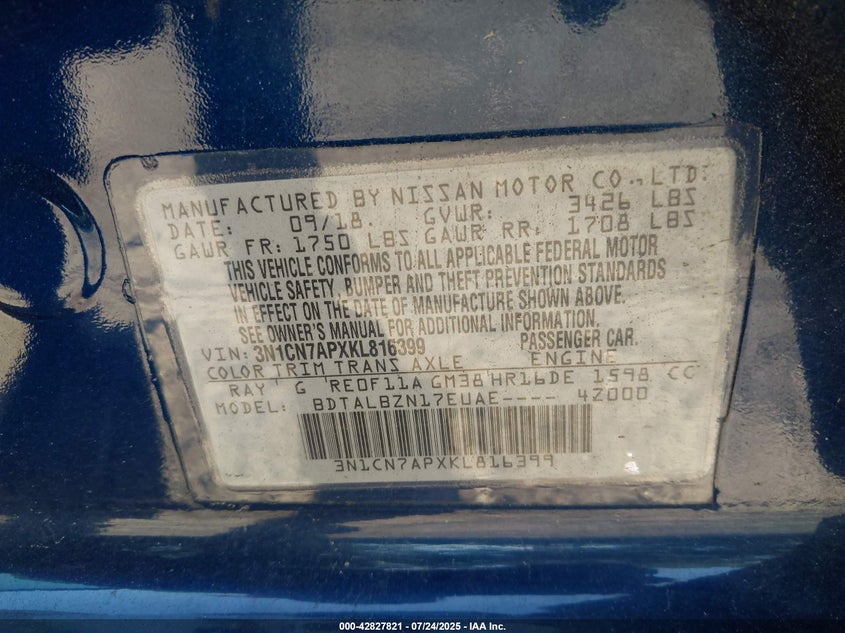 MANUFACTURED BY NISSAN MOTOR CO., LTD.
DATE: 09/18. GVWR: 3426 LBS
GAWR FR: 1750 LBS GAWR RR: 1708 LBS
THIS VEHICLE CONFORMS TO ALL APPLICABLE FEDERAL MOTOR
VEHICLE SAFETY, BUMPER AND THEFT PREVENTION STANDARDS
IN EFFECT ON THE DATE OF MANUFACTURE SHOWN ABOVE.
SEE OWNER'S MANUAL FOR ADDITIONAL INFORMATION.
VIN: 3N1CN7APXKL816399 PASSENGER CAR.
COLOR TRIM TRANS AXLE ENGINE
RAY G RE0F11A GM38 HR16DE 1598 CC
MODEL: BDTALBZN17EUAE---- 4Z000
3N1CN7APXKL816399
000-42827821 - 07/24/2025 - IAA Inc.